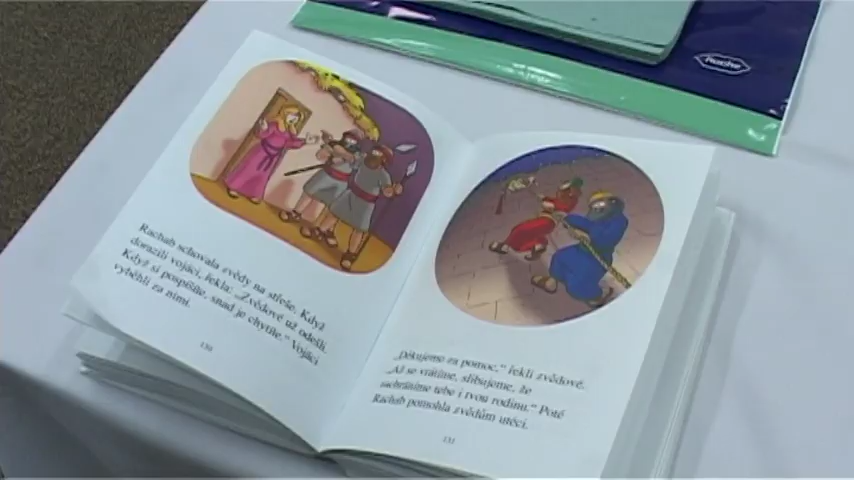 Roche
Rachab schovala zvědy na střeše. Když
dorazili vojáci, řekla: „Zvědové už odešli.
Když si pospíšíte, snad je chytíte.“ Vojáci
vyběhli za nimi.
130
„Děkujeme za pomoc,“ řekli zvědové.
„Až se vrátíme, slibujeme, že
zachráníme tebe i tvou rodinu.“ Poté
Rachab pomohla zvědům utéci.
131